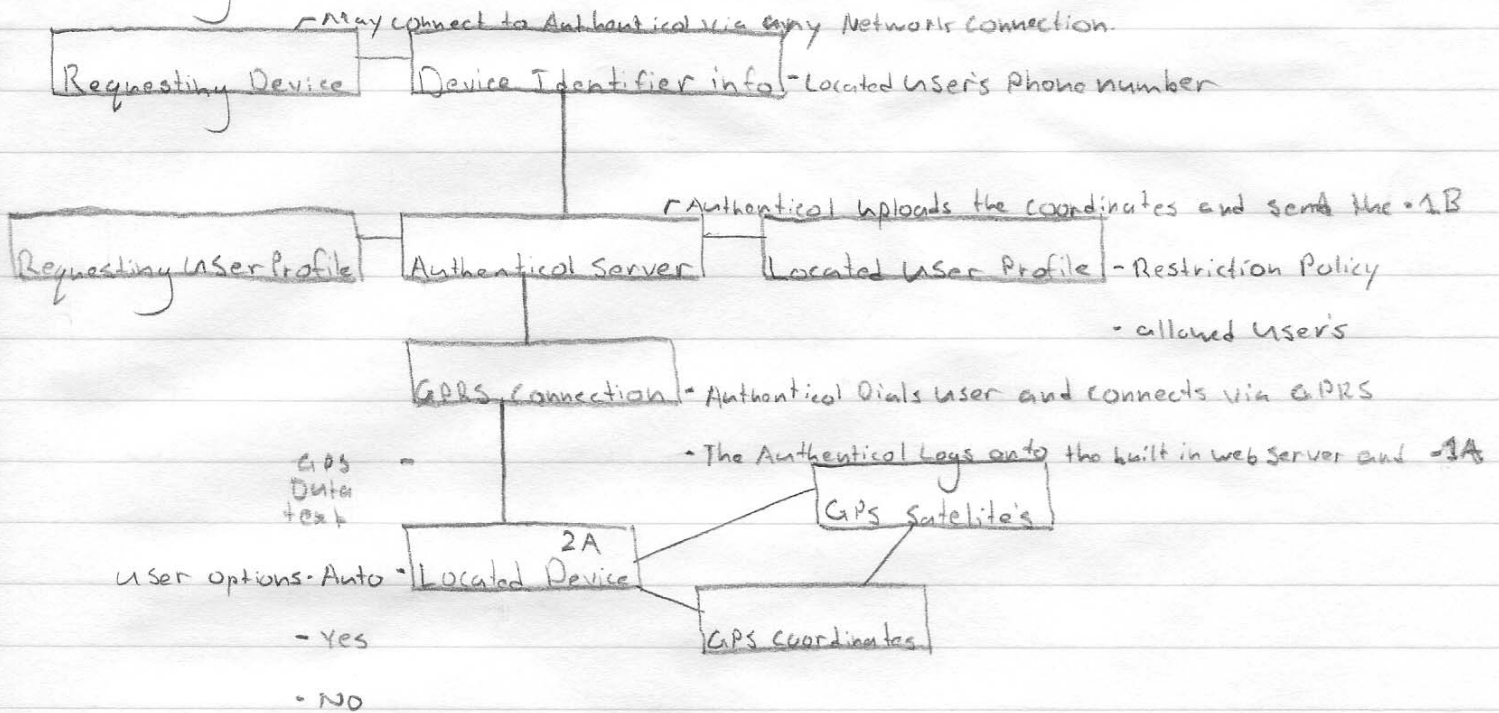 - May connect to Authentical via any Network connection.
Requesting Device Device Identifier info - Located user's Phone number
- Authentical uploads the coordinates and send the • 1B
Requesting User Profile Authentical Server Located User Profile - Restriction Policy
- allowed User's
GPRS Connection - Authentical Dials user and connects via GPRS
GPS - • The Authentical Logs onto the built in web server and - 1A
Data
text
GPS Satelite's
2A
User options • Auto • Located Device
- Yes GPS Coordinates
- No